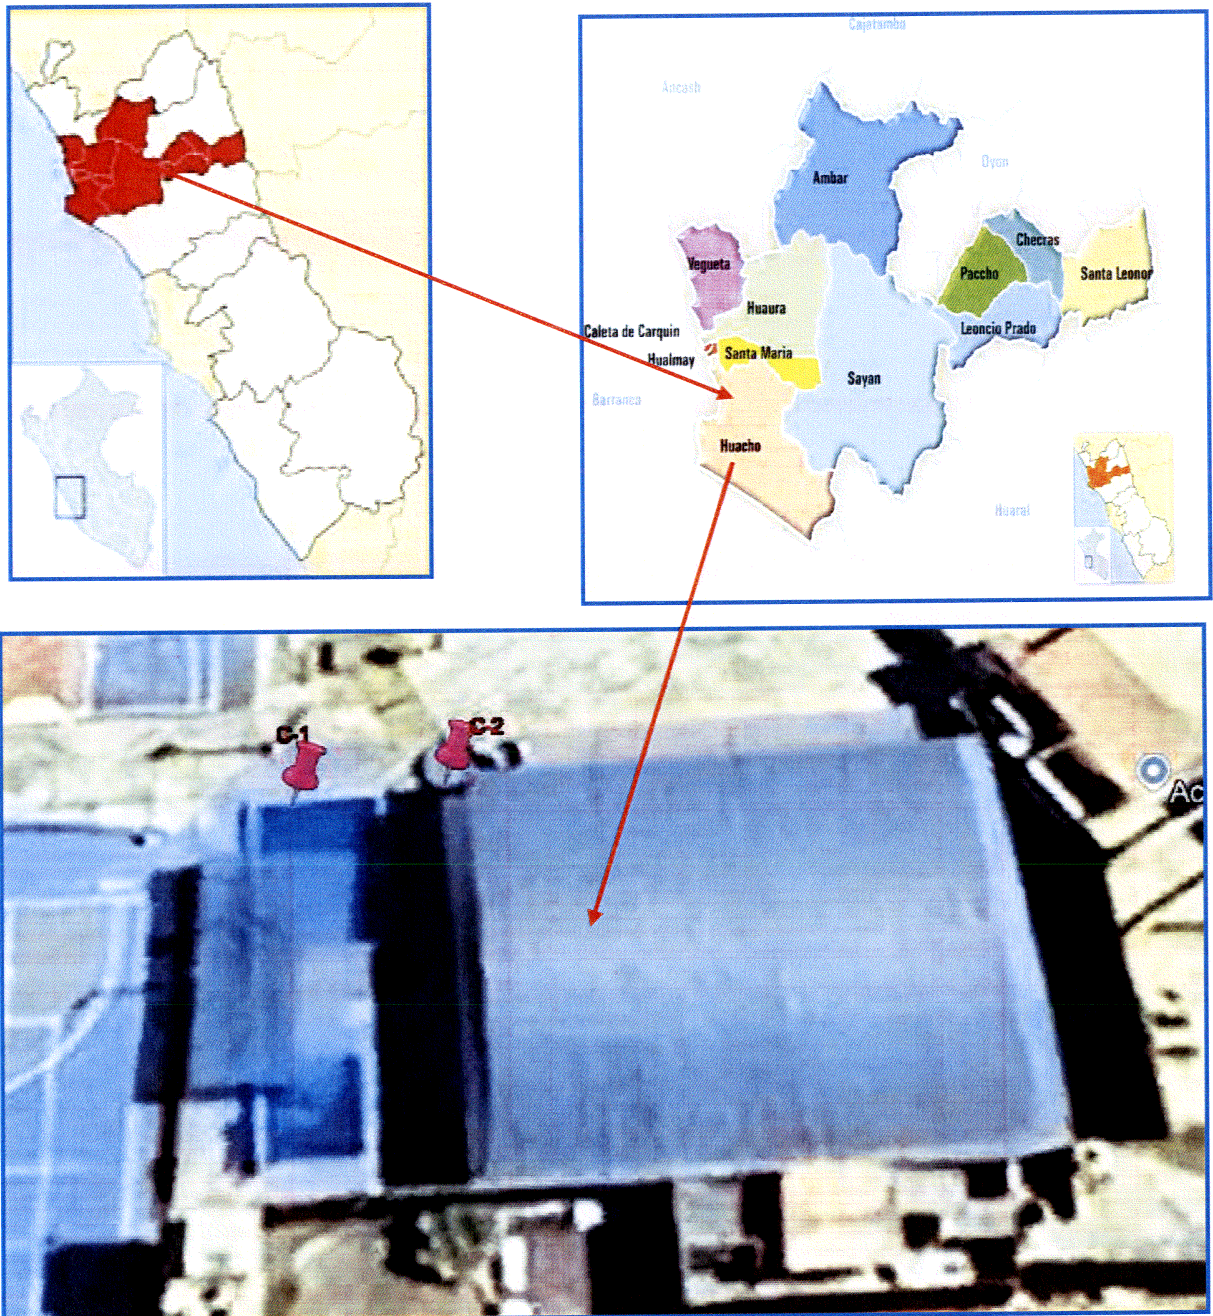 Cajatambo
Ancash
Oyon
Ambar
Checras
Vegueta
Paccho
Santa Leonor
Huaura
Leoncio Prado
Caleta de Carquin
Santa Maria
Hualmay
Sayan
Barranca
Huacho
Huaral
C-1
C-2
Ac